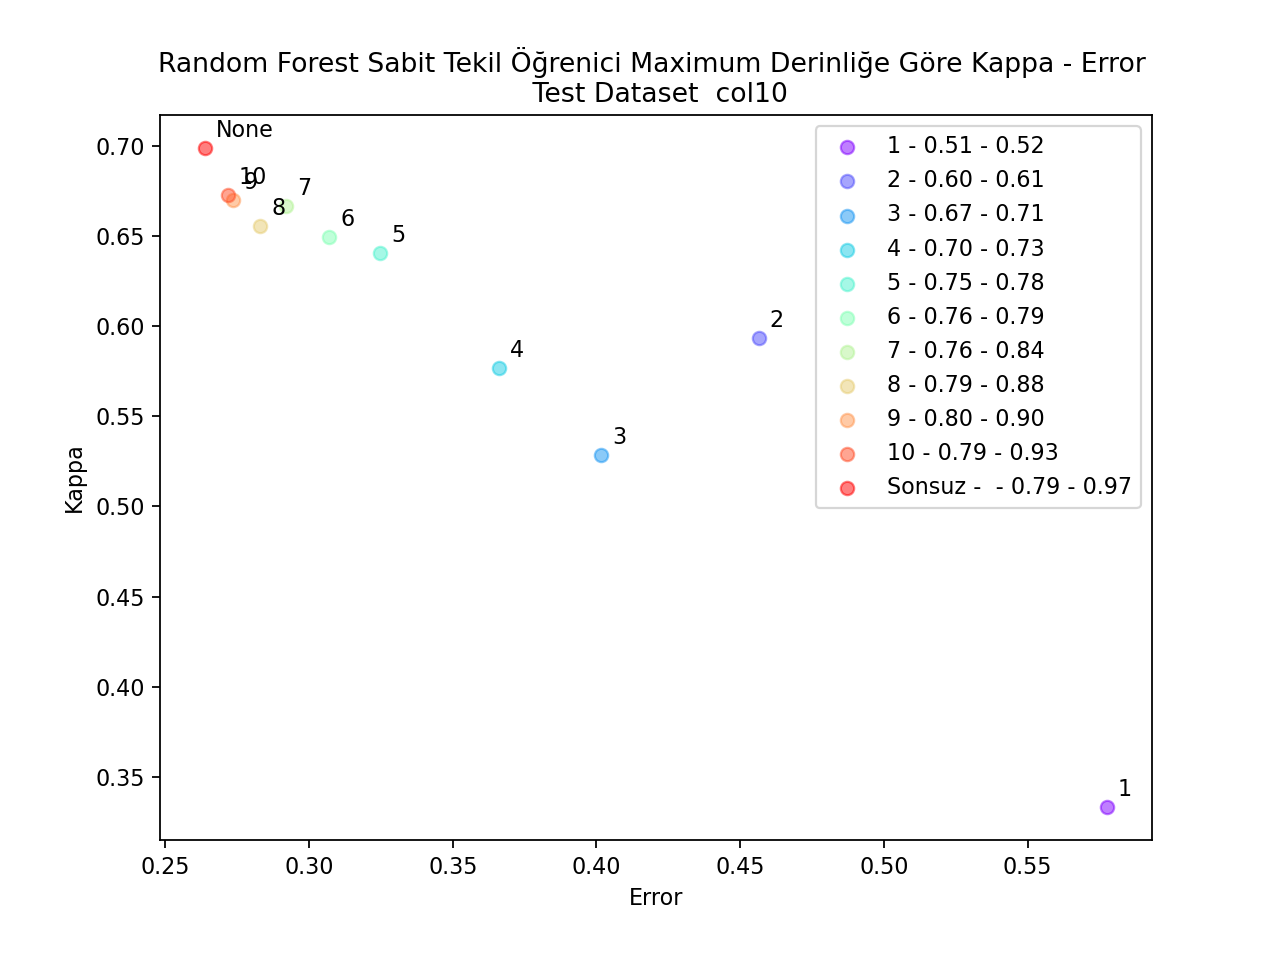 Random Forest Sabit Tekil Öğrenici Maximum Derinliğe Göre Kappa - Error
Test Dataset  col10
None
10
9
7
8
6
5
2
4
3
1
1 - 0.51 - 0.52
2 - 0.60 - 0.61
3 - 0.67 - 0.71
4 - 0.70 - 0.73
5 - 0.75 - 0.78
6 - 0.76 - 0.79
7 - 0.76 - 0.84
8 - 0.79 - 0.88
9 - 0.80 - 0.90
10 - 0.79 - 0.93
Sonsuz -  - 0.79 - 0.97
0.70
0.65
0.60
0.55
0.50
0.45
0.40
0.35
Kappa
0.25 0.30 0.35 0.40 0.45 0.50 0.55
Error